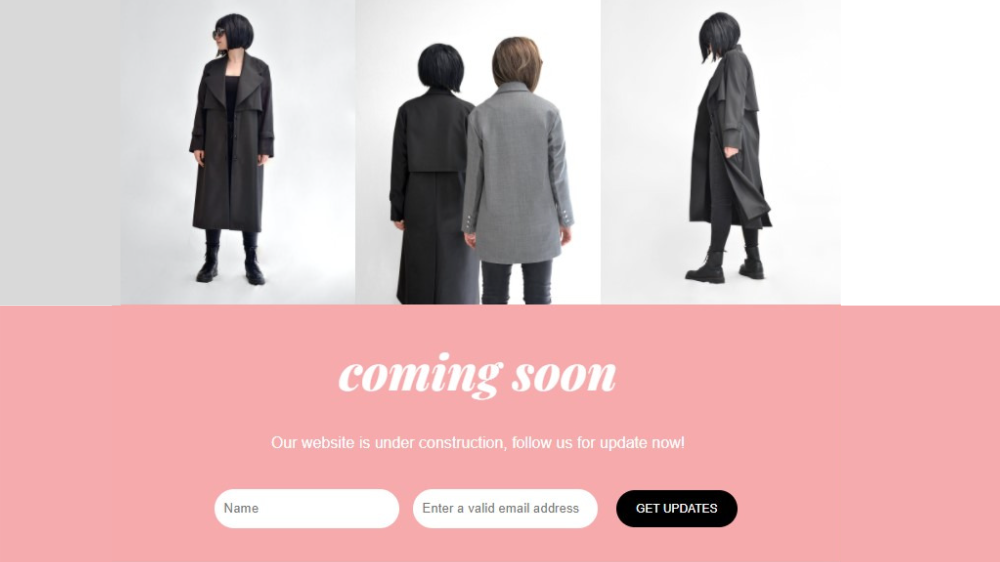 coming soon
Our website is under construction, follow us for update now!
Name
Enter a valid email address
GET UPDATES